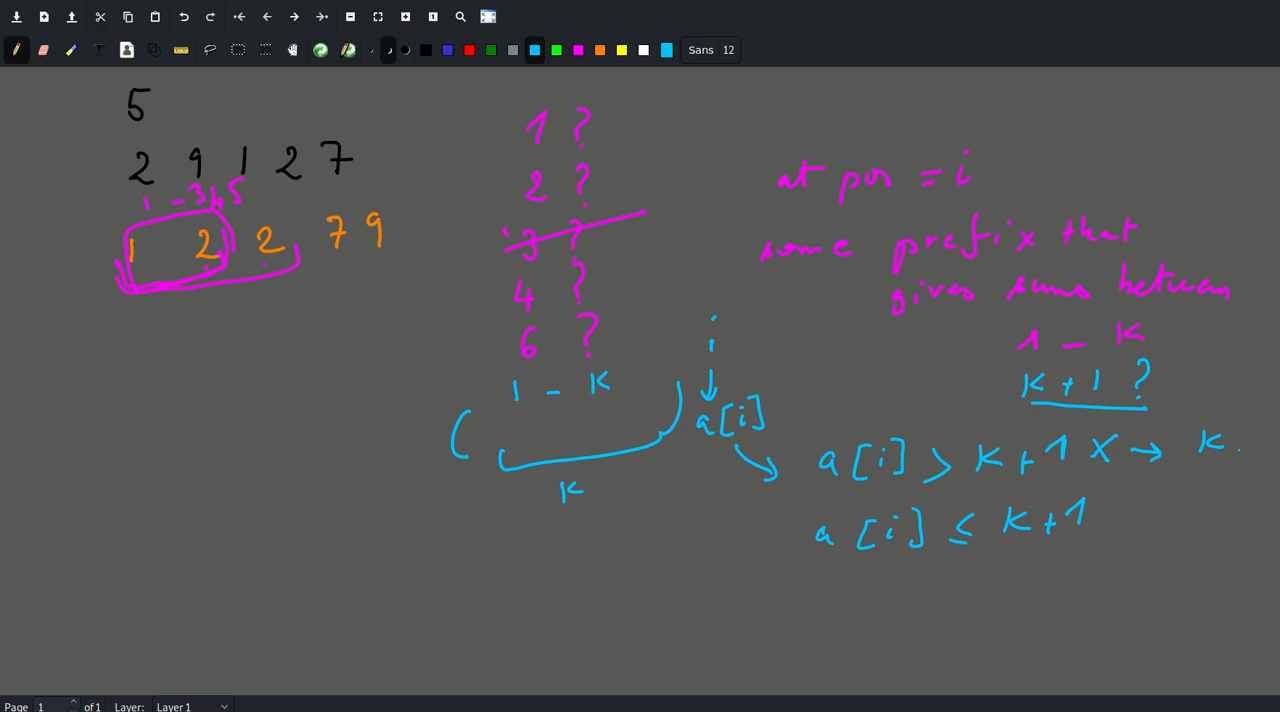 Sans 12
5
2 9 1 2 7
1 - 3 4 5
1 2 2 7 9
1 ?
2 ?
3 ?
4 ?
6 ?
1 - K
K
i
a[i]
at pos = i
some prefix that
gives sums between
1 - K
K + 1 ?
a[i] > K + 1 X → K.
a[i] ≤ K + 1
Page 1 of 1 Layer: Layer 1